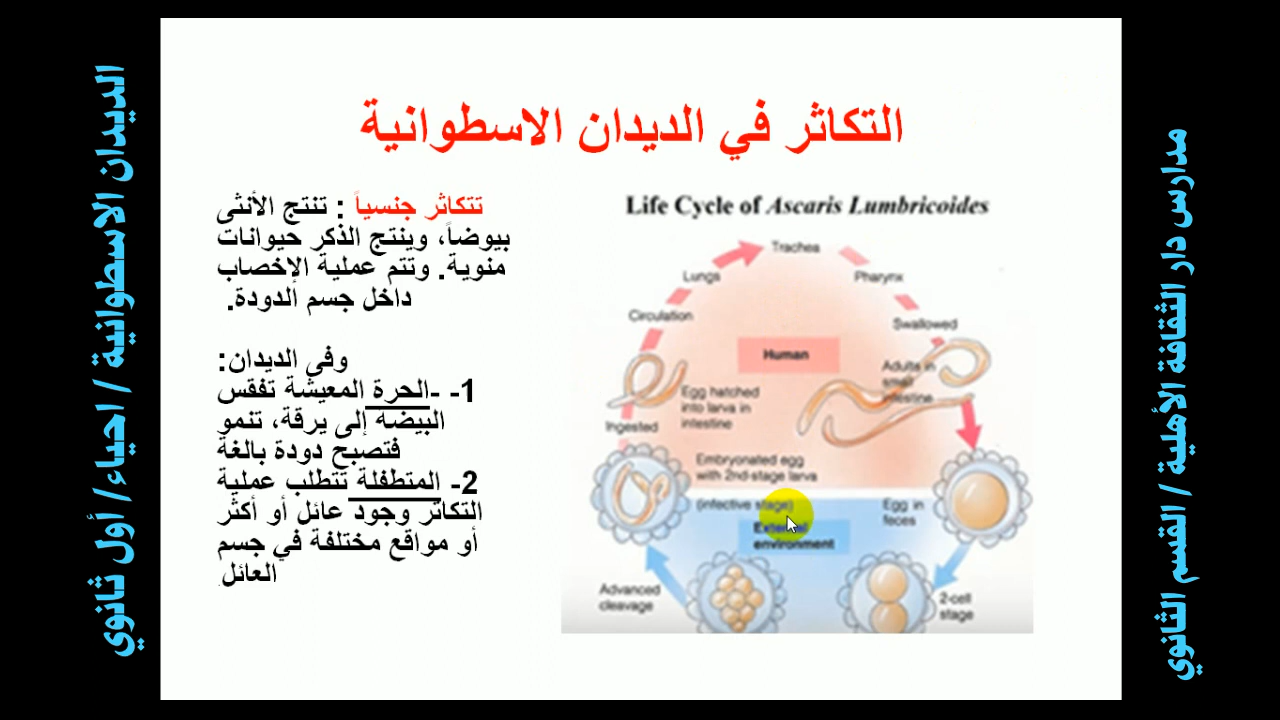 التكاثر في الديدان الاسطوانية
تتكاثر جنسياً : تنتج الأنثى
بيوضاً، وينتج الذكر حيوانات
منوية. وتتم عملية الإخصاب
داخل جسم الدودة.
وفي الديدان:
1- -الحرة المعيشة تفقس
البيضة إلى يرقة، تنمو
فتصبح دودة بالغة
2- المتطفلة تتطلب عملية
التكاثر وجود عائل أو أكثر
أو مواقع مختلفة في جسم
العائل
Life Cycle of Ascaris Lumbricoides
Trachea
Lungs
Pharynx
Circulation
Swallowed
Human
Adults in
small
intestine
Egg hatched
into larva in
intestine
Ingested
Embryonated egg
with 2nd-stage larva
(infective stage)
Egg in
feces
External
environment
Advanced
cleavage
2-cell
stage
الديدان الاسطوانية / احياء/ أول ثانوي
مدارس دار الثقافة الأهلية / القسم الثانوي